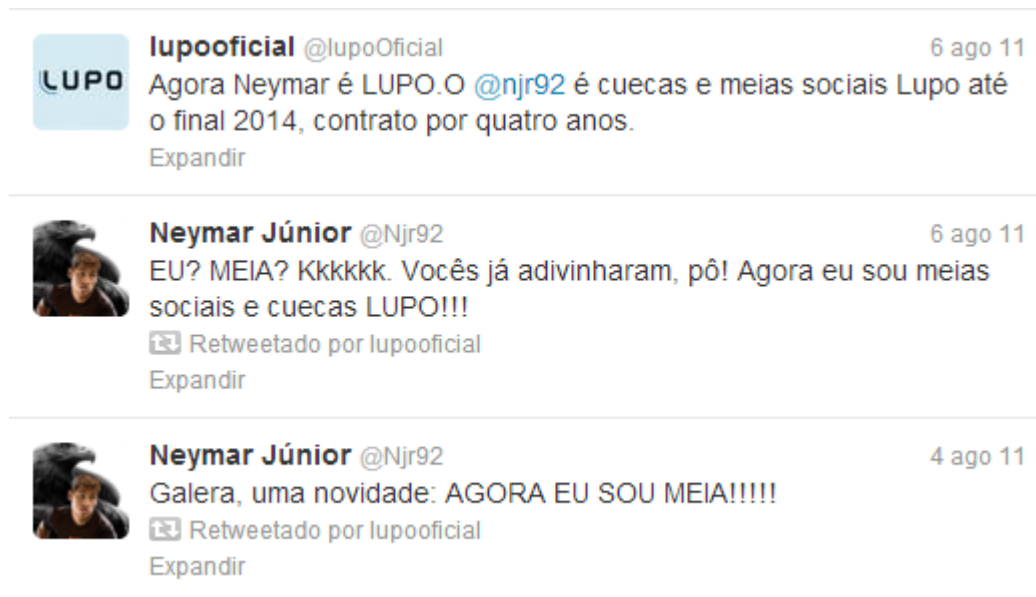 LUPO
lupooficial @lupoOficial 6 ago 11
Agora Neymar é LUPO.O @njr92 é cuecas e meias sociais Lupo até
o final 2014, contrato por quatro anos.
Expandir
Neymar Júnior @Njr92 6 ago 11
EU? MEIA? Kkkkkk. Vocês já adivinharam, pô! Agora eu sou meias
sociais e cuecas LUPO!!!
Retweetado por lupooficial
Expandir
Neymar Júnior @Njr92 4 ago 11
Galera, uma novidade: AGORA EU SOU MEIA!!!!!
Retweetado por lupooficial
Expandir